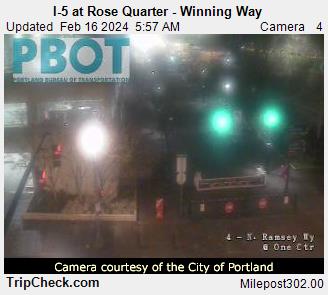 I-5 at Rose Quarter - Winning Way
Updated  Feb 16 2024  5:57 AM  Camera  4
PBOT
PORTLAND BUREAU OF TRANSPORTATION
4 - N. Ramsey Wy
@ One Ctr
Camera courtesy of the City of Portland
TripCheck.com  Milepost302.00